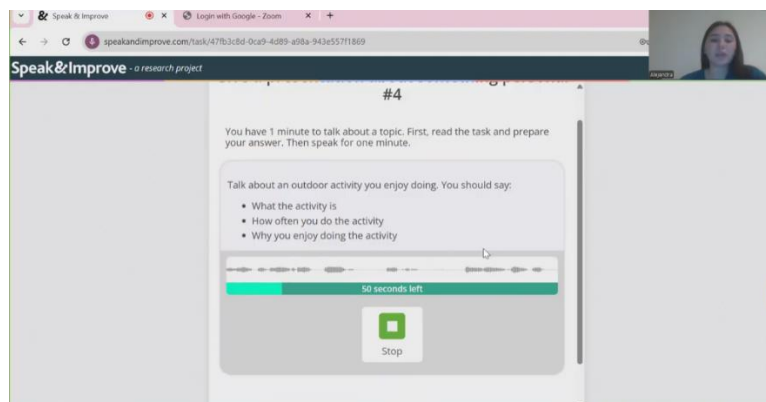 Speak & Improve
Login with Google - Zoom
speakandimprove.com/task/47fb3c8d-0ca9-4d89-a98a-943e557f1869
Speak&Improve - a research project
Alejandra
#4
You have 1 minute to talk about a topic. First, read the task and prepare
your answer. Then speak for one minute.
Talk about an outdoor activity you enjoy doing. You should say:
• What the activity is
• How often you do the activity
• Why you enjoy doing the activity
50 seconds left
Stop